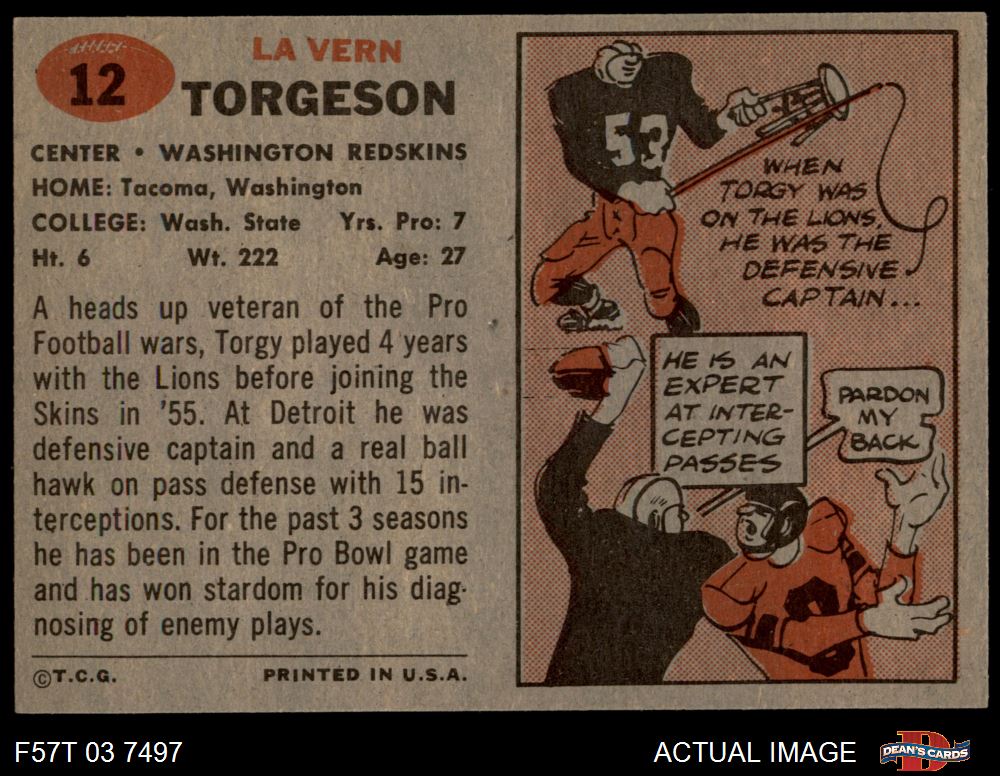 12
LA VERN
TORGESON
CENTER • WASHINGTON REDSKINS
HOME: Tacoma, Washington
COLLEGE: Wash. State Yrs. Pro: 7
Ht. 6 Wt. 222 Age: 27
A heads up veteran of the Pro
Football wars, Torgy played 4 years
with the Lions before joining the
Skins in '55. At Detroit he was
defensive captain and a real ball
hawk on pass defense with 15 in-
terceptions. For the past 3 seasons
he has been in the Pro Bowl game
and has won stardom for his diag-
nosing of enemy plays.
©T.C.G. PRINTED IN U.S.A.
53
WHEN
TORGY WAS
ON THE LIONS,
HE WAS THE
DEFENSIVE
CAPTAIN...
HE IS AN
EXPERT
AT INTER-
CEPTING
PASSES
PARDON
MY
BACK
F57T 03 7497
ACTUAL IMAGE
D
DEAN'S CARDS